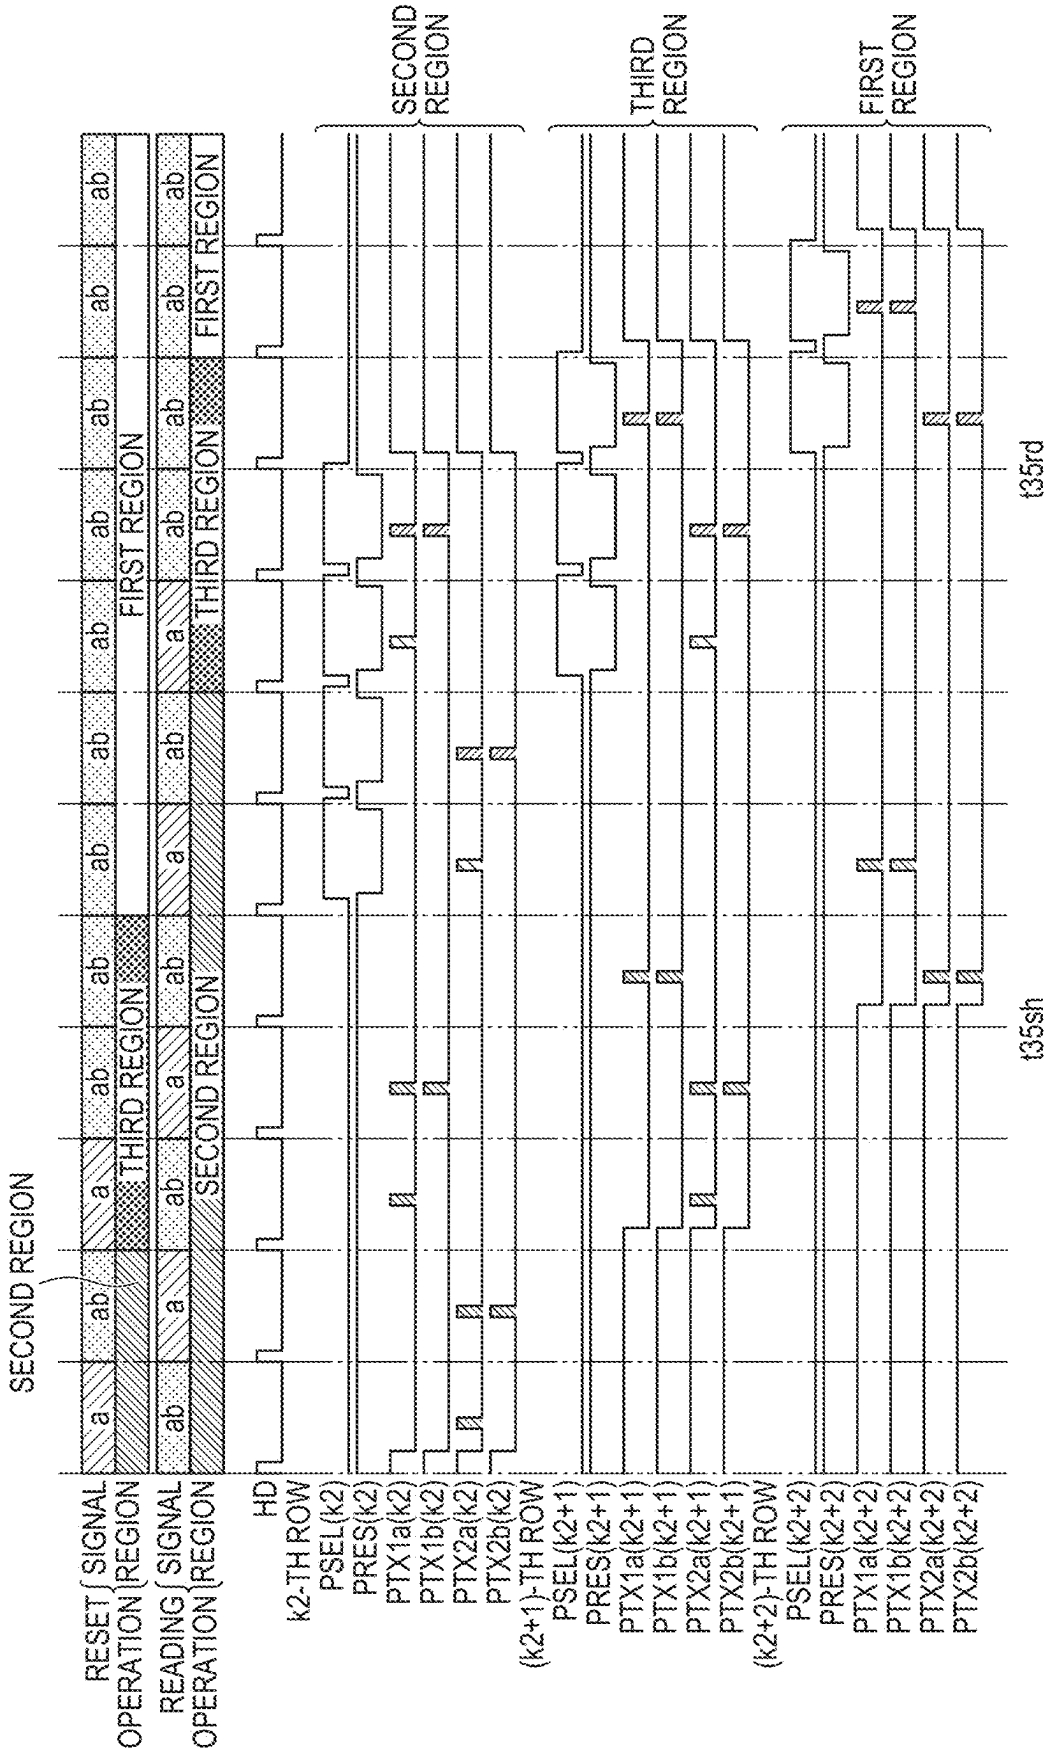 SECOND REGION
RESET OPERATION
SIGNAL a ab a ab ab ab ab ab ab ab ab ab
REGION THIRD REGION FIRST REGION
READING OPERATION
SIGNAL ab a ab a ab a ab a ab ab ab ab
REGION SECOND REGION THIRD REGION FIRST REGION
HD
k2-TH ROW
PSEL(k2)
PRES(k2)
PTX1a(k2)
PTX1b(k2)
PTX2a(k2)
PTX2b(k2)
SECOND
REGION
(k2+1)-TH ROW
PSEL(k2+1)
PRES(k2+1)
PTX1a(k2+1)
PTX1b(k2+1)
PTX2a(k2+1)
PTX2b(k2+1)
THIRD
REGION
(k2+2)-TH ROW
PSEL(k2+2)
PRES(k2+2)
PTX1a(k2+2)
PTX1b(k2+2)
PTX2a(k2+2)
PTX2b(k2+2)
FIRST
REGION
t35sh t35rd